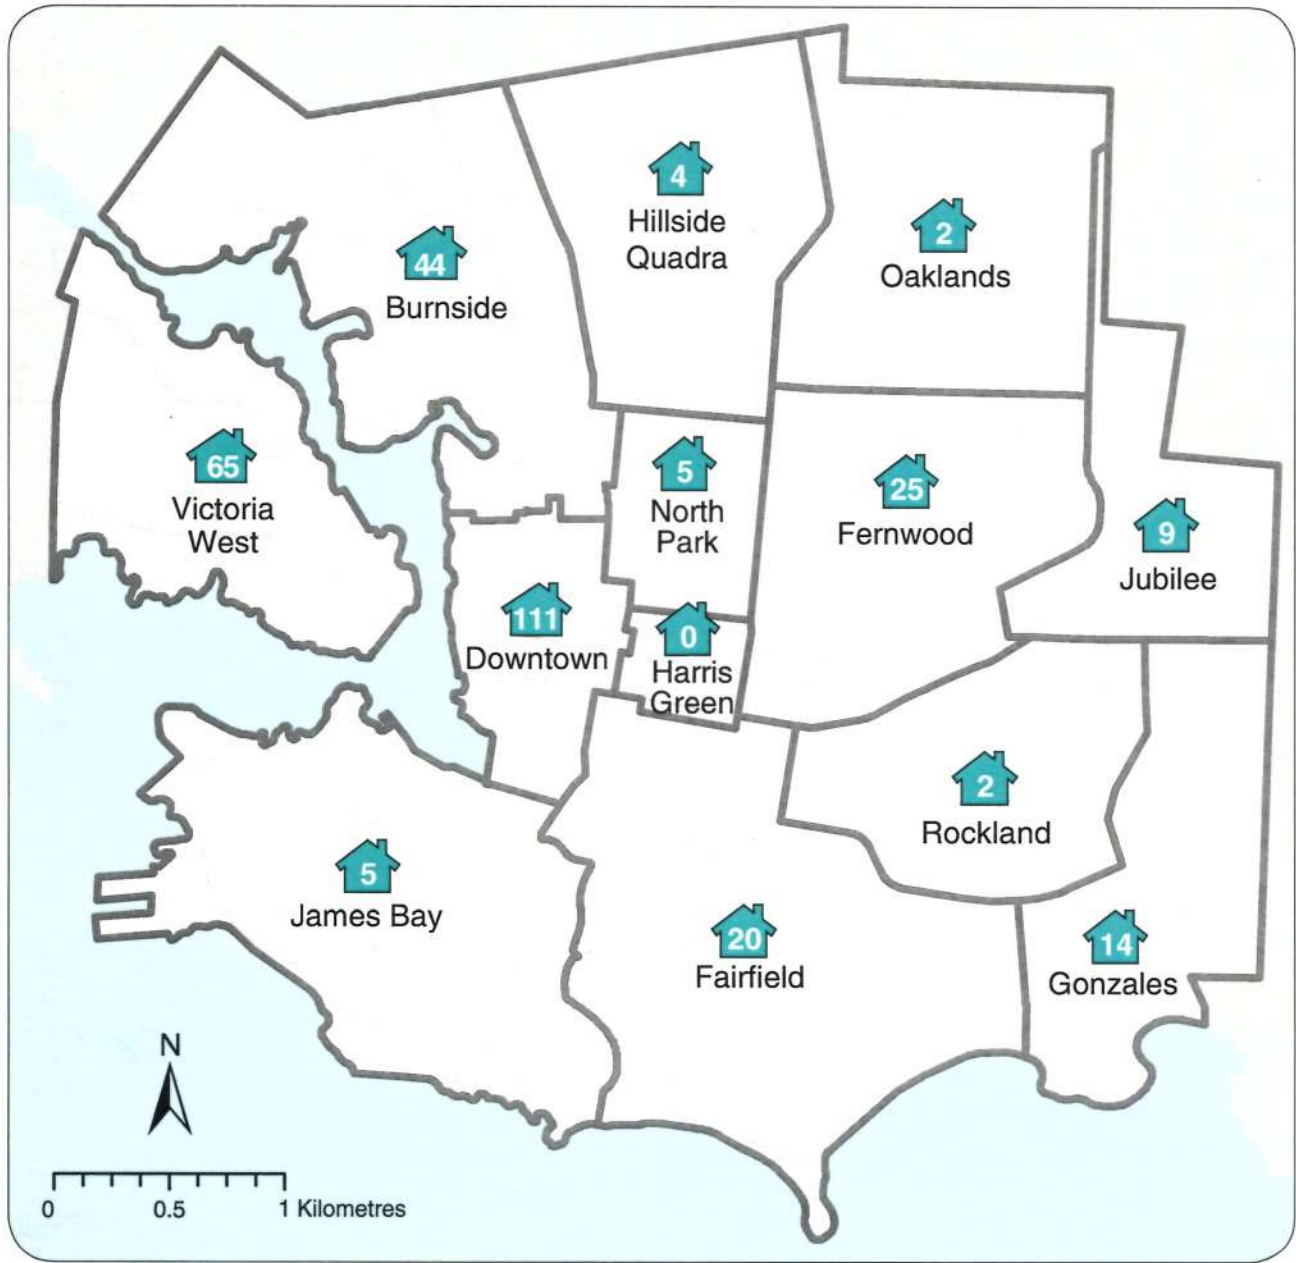 4
Hillside
Quadra
2
Oaklands
44
Burnside
65
Victoria
West
5
North
Park
25
Fernwood
9
Jubilee
111
Downtown
0
Harris
Green
2
Rockland
5
James Bay
20
Fairfield
14
Gonzales
N
0 0.5 1 Kilometres